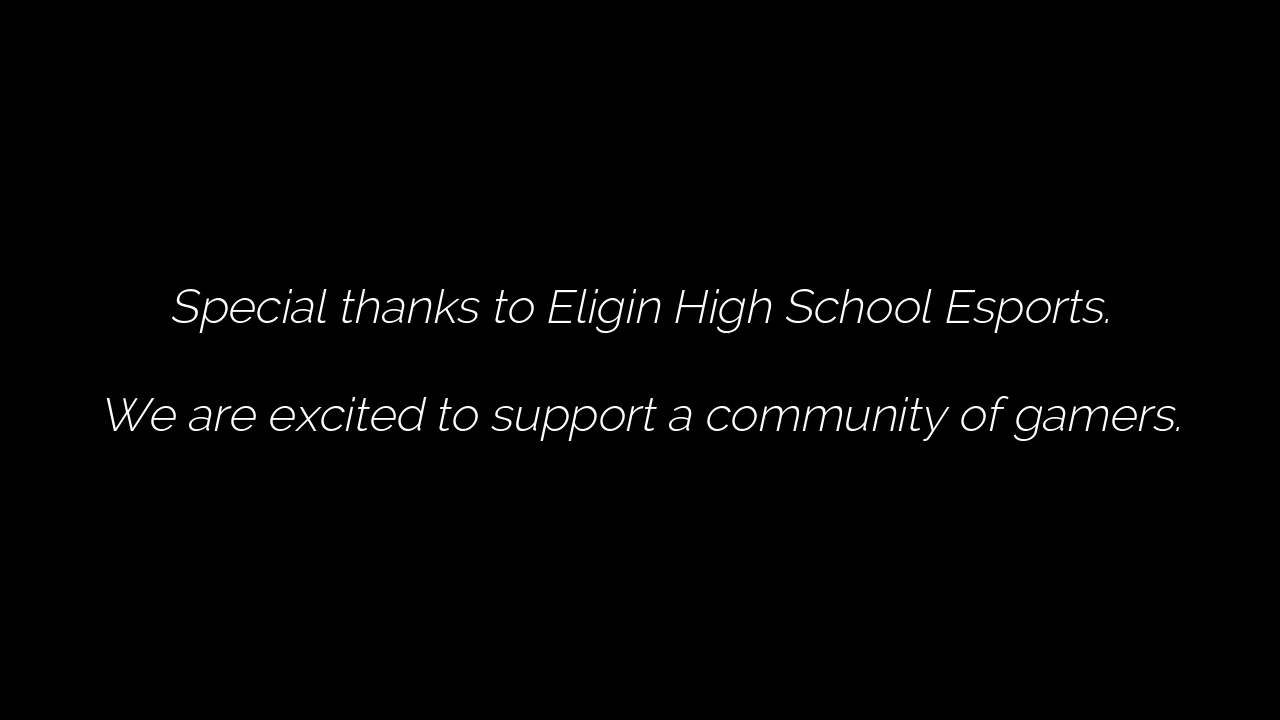 Special thanks to Eligin High School Esports.
We are excited to support a community of gamers.